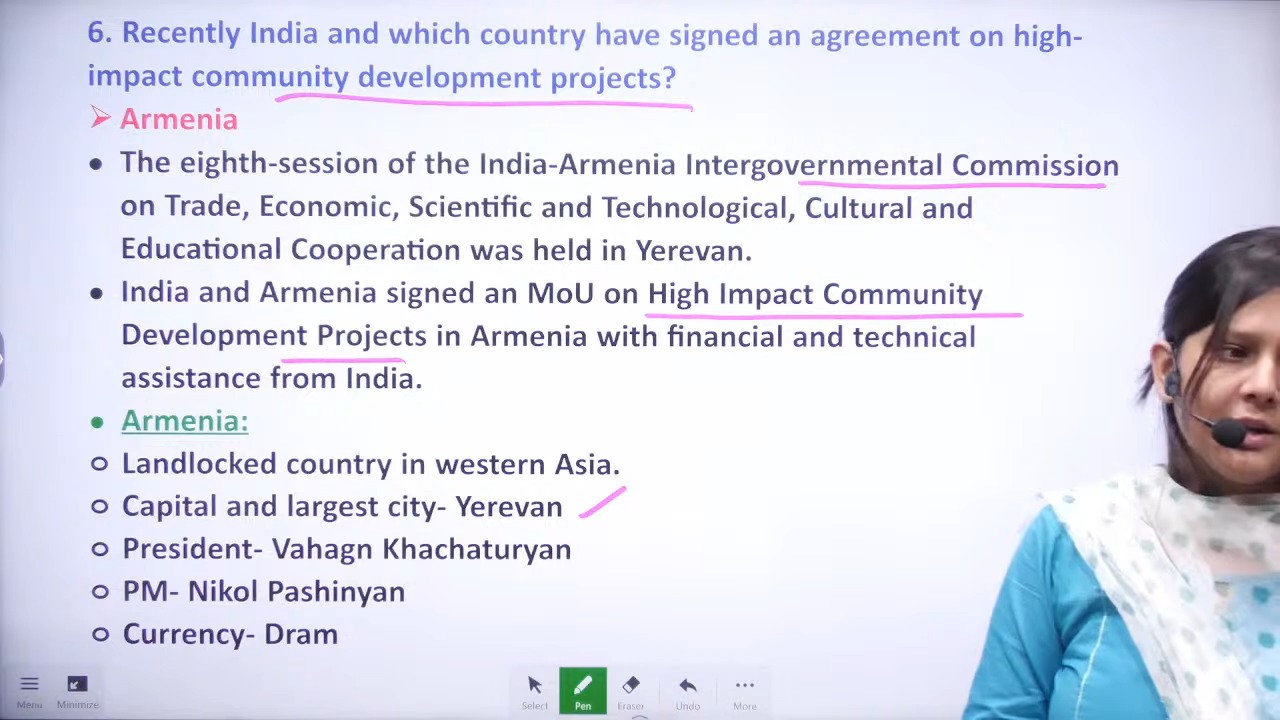 6. Recently India and which country have signed an agreement on high-
impact community development projects?
➢ Armenia
• The eighth-session of the India-Armenia Intergovernmental Commission
on Trade, Economic, Scientific and Technological, Cultural and
Educational Cooperation was held in Yerevan.
• India and Armenia signed an MoU on High Impact Community
Development Projects in Armenia with financial and technical
assistance from India.
• Armenia:
o Landlocked country in western Asia.
o Capital and largest city- Yerevan
o President- Vahagn Khachaturyan
o PM- Nikol Pashinyan
o Currency- Dram
Menu Minimize Select Pen Eraser Undo More